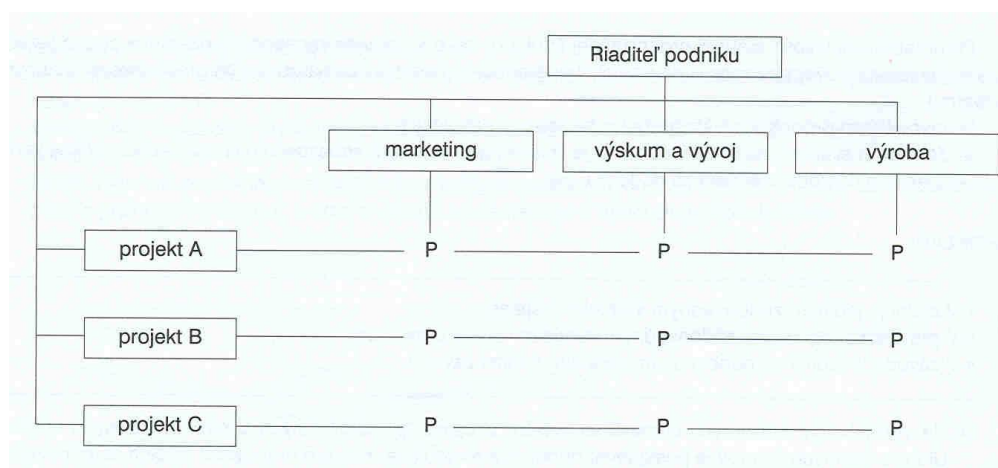 Riaditeľ podniku
marketing výskum a vývoj výroba
projekt A P P P
projekt B P P P
projekt C P P P